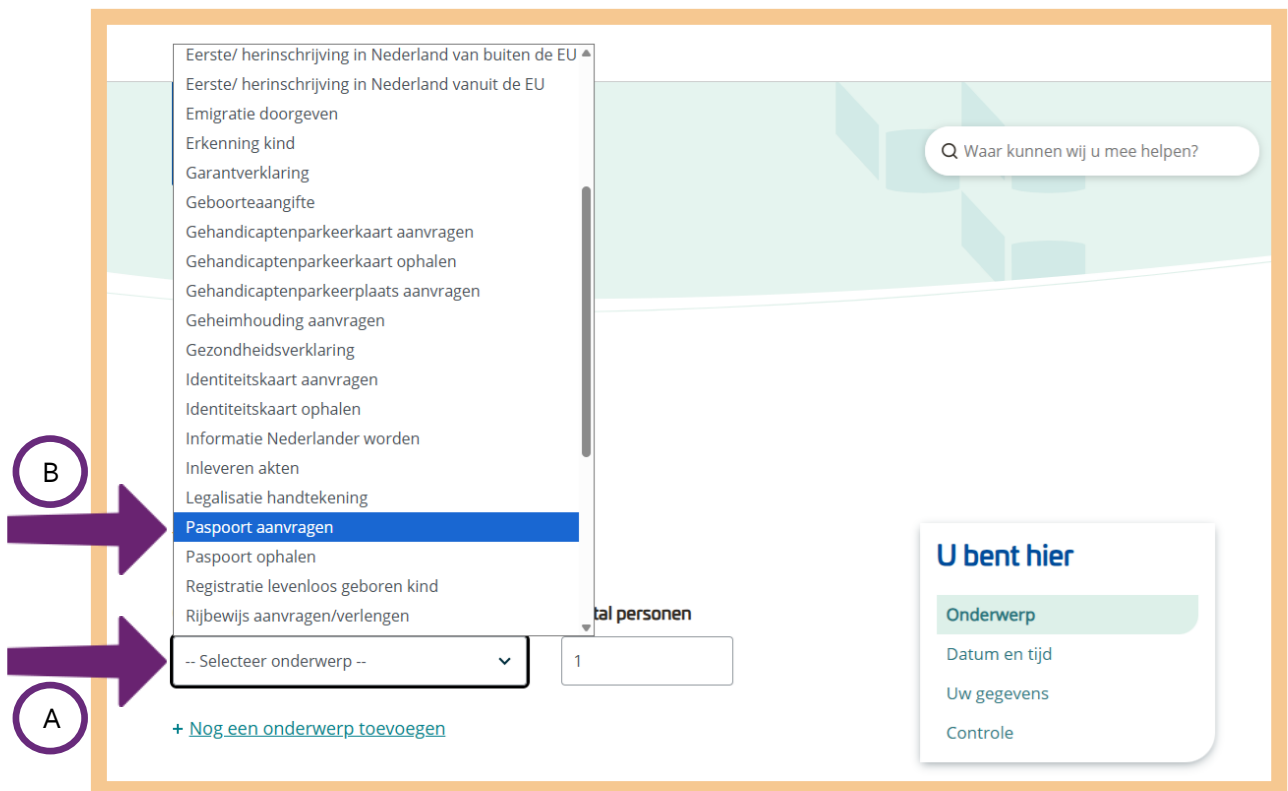 Eerste/ herinschrijving in Nederland van buiten de EU
Eerste/ herinschrijving in Nederland vanuit de EU
Emigratie doorgeven
Erkenning kind
Garantverklaring
Geboorteaangifte
Gehandicaptenparkeerkaart aanvragen
Gehandicaptenparkeerkaart ophalen
Gehandicaptenparkeerplaats aanvragen
Geheimhouding aanvragen
Gezondheidsverklaring
Identiteitskaart aanvragen
Identiteitskaart ophalen
Informatie Nederlander worden
Inleveren akten
Legalisatie handtekening
Paspoort aanvragen
Paspoort ophalen
Registratie levenloos geboren kind
Rijbewijs aanvragen/verlengen
B
A
tal personen
-- Selecteer onderwerp --
1
+ Nog een onderwerp toevoegen
Waar kunnen wij u mee helpen?
U bent hier
Onderwerp
Datum en tijd
Uw gegevens
Controle